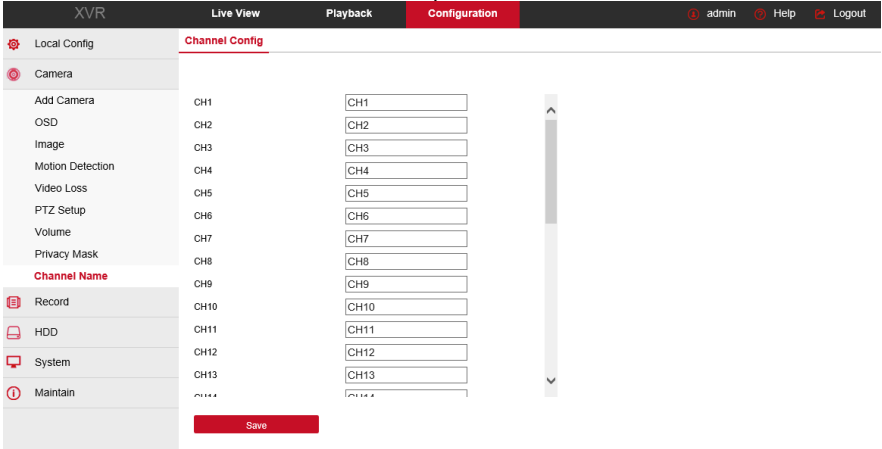 XVR Live View Playback Configuration admin Help Logout
Local Config
Camera
Add Camera
OSD
Image
Motion Detection
Video Loss
PTZ Setup
Volume
Privacy Mask
Channel Name
Record
HDD
System
Maintain
Channel Config
CH1 CH1
CH2 CH2
CH3 CH3
CH4 CH4
CH5 CH5
CH6 CH6
CH7 CH7
CH8 CH8
CH9 CH9
CH10 CH10
CH11 CH11
CH12 CH12
CH13 CH13
CH14 CH14
Save